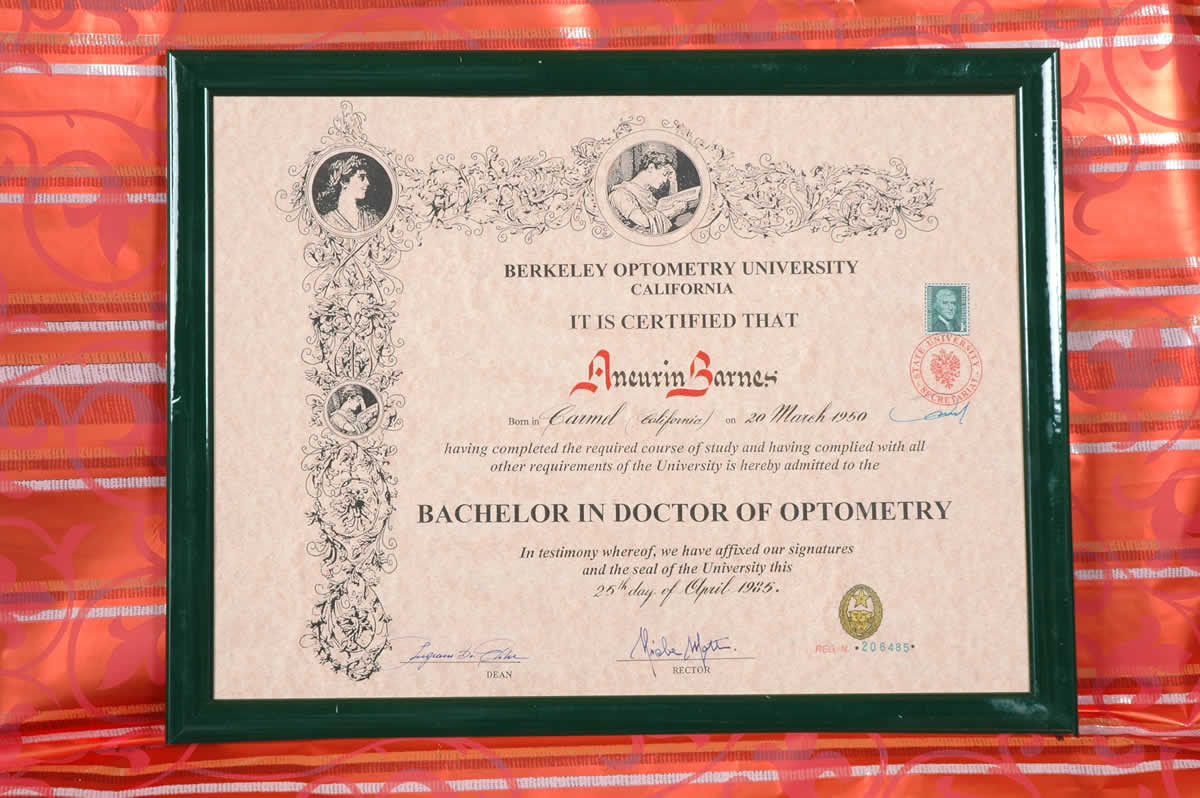 BERKELEY OPTOMETRY UNIVERSITY
CALIFORNIA
IT IS CERTIFIED THAT
Aneurin Barnes
STATE UNIVERSITY
SECRETARIAT
Born in Carmel (California) on 20 March 1950
having completed the required course of study and having complied with all
other requirements of the University is hereby admitted to the
BACHELOR IN DOCTOR OF OPTOMETRY
In testimony whereof, we have affixed our signatures
and the seal of the University this
25th day of April 1985.
DEAN
RECTOR
REG. N. •206485•